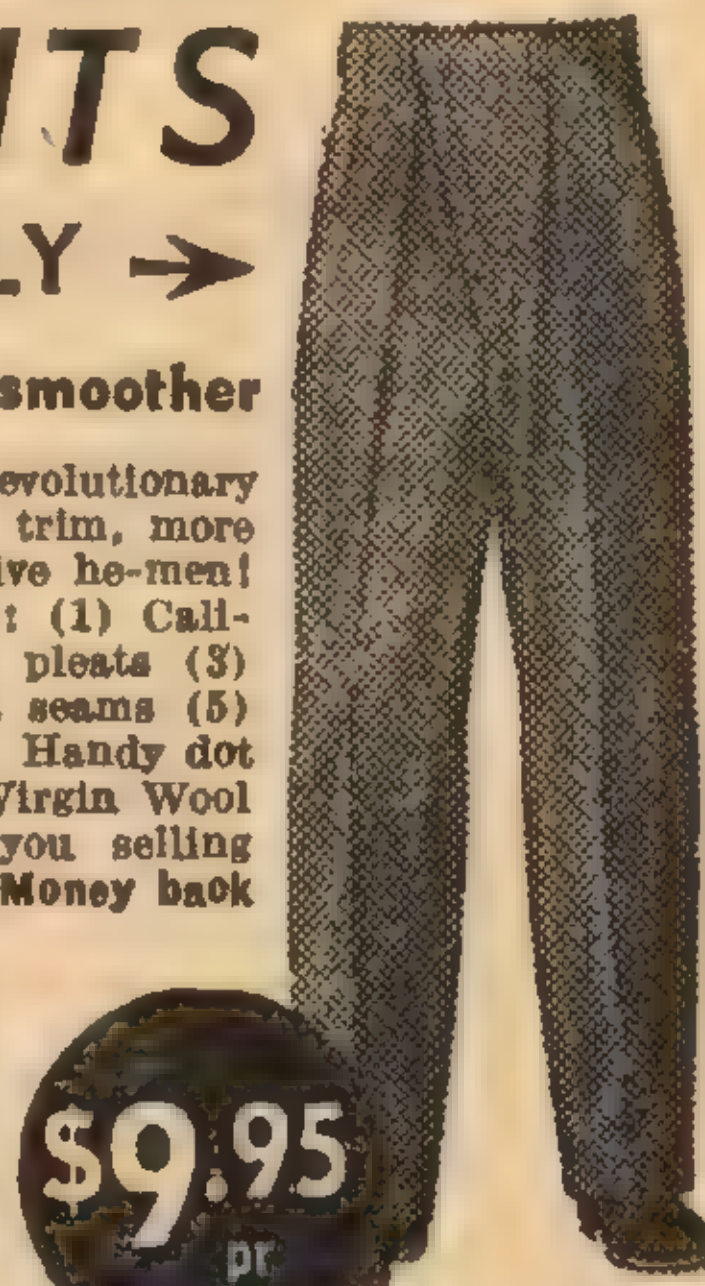 ITS
LY →
smoother
evolutionary
trim, more
ive he-men!
: (1) Cali-
pleats (3)
seams (5)
Handy dot
Virgin Wool
you selling
Money back
$9.95
pr